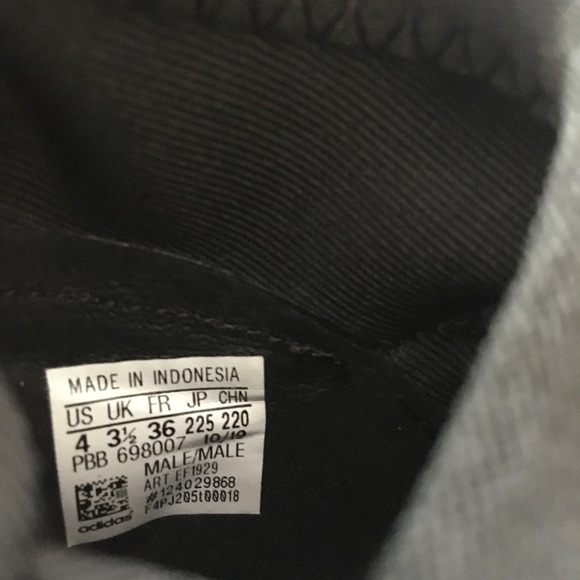 MADE IN INDONESIA
US UK FR JP CHN
4 3½ 36 225 220
PBB 698007 10/19
MALE/MALE
ART EF1929
#124029868
F4PJ205t00018
adidas